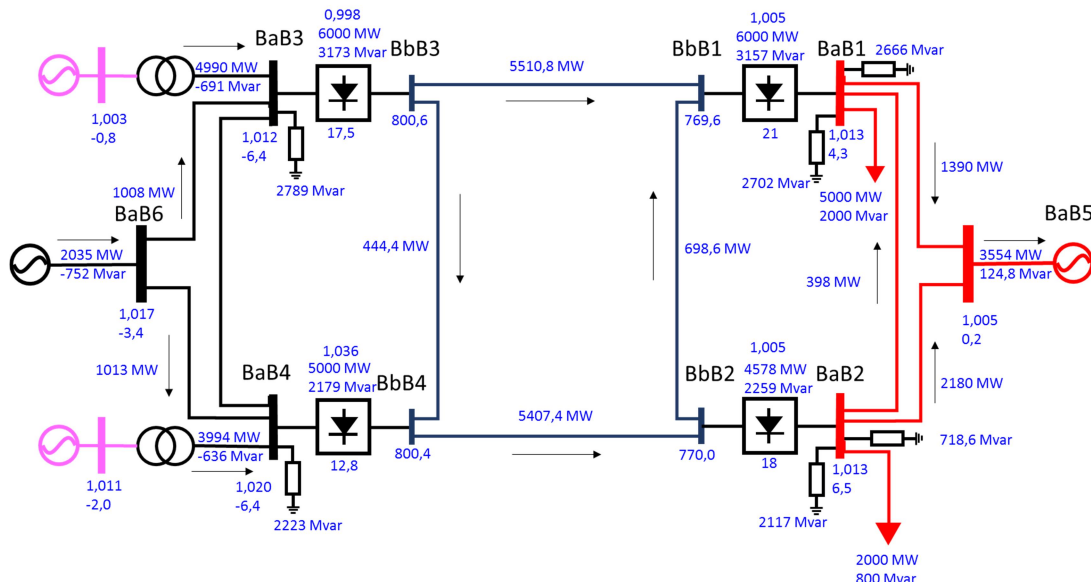 0,998
6000 MW
3173 Mvar
BaB3
BbB3
4990 MW
-691 Mvar
1,003
-0,8
1,012
-6,4
17,5
800,6
2789 Mvar
5510,8 MW
BbB1
1,005
6000 MW
3157 Mvar
BaB1
2666 Mvar
769,6
21
1,013
4,3
2702 Mvar
5000 MW
2000 Mvar
1390 MW
1008 MW
BaB6
2035 MW
-752 Mvar
1,017
-3,4
1013 MW
444,4 MW
698,6 MW
398 MW
BaB5
3554 MW
124,8 Mvar
1,005
0,2
2180 MW
BaB4
1,036
5000 MW
2179 Mvar
BbB4
3994 MW
-636 Mvar
1,011
-2,0
1,020
-6,4
12,8
800,4
2223 Mvar
5407,4 MW
BbB2
1,005
4578 MW
2259 Mvar
BaB2
770,0
18
1,013
6,5
718,6 Mvar
2117 Mvar
2000 MW
800 Mvar